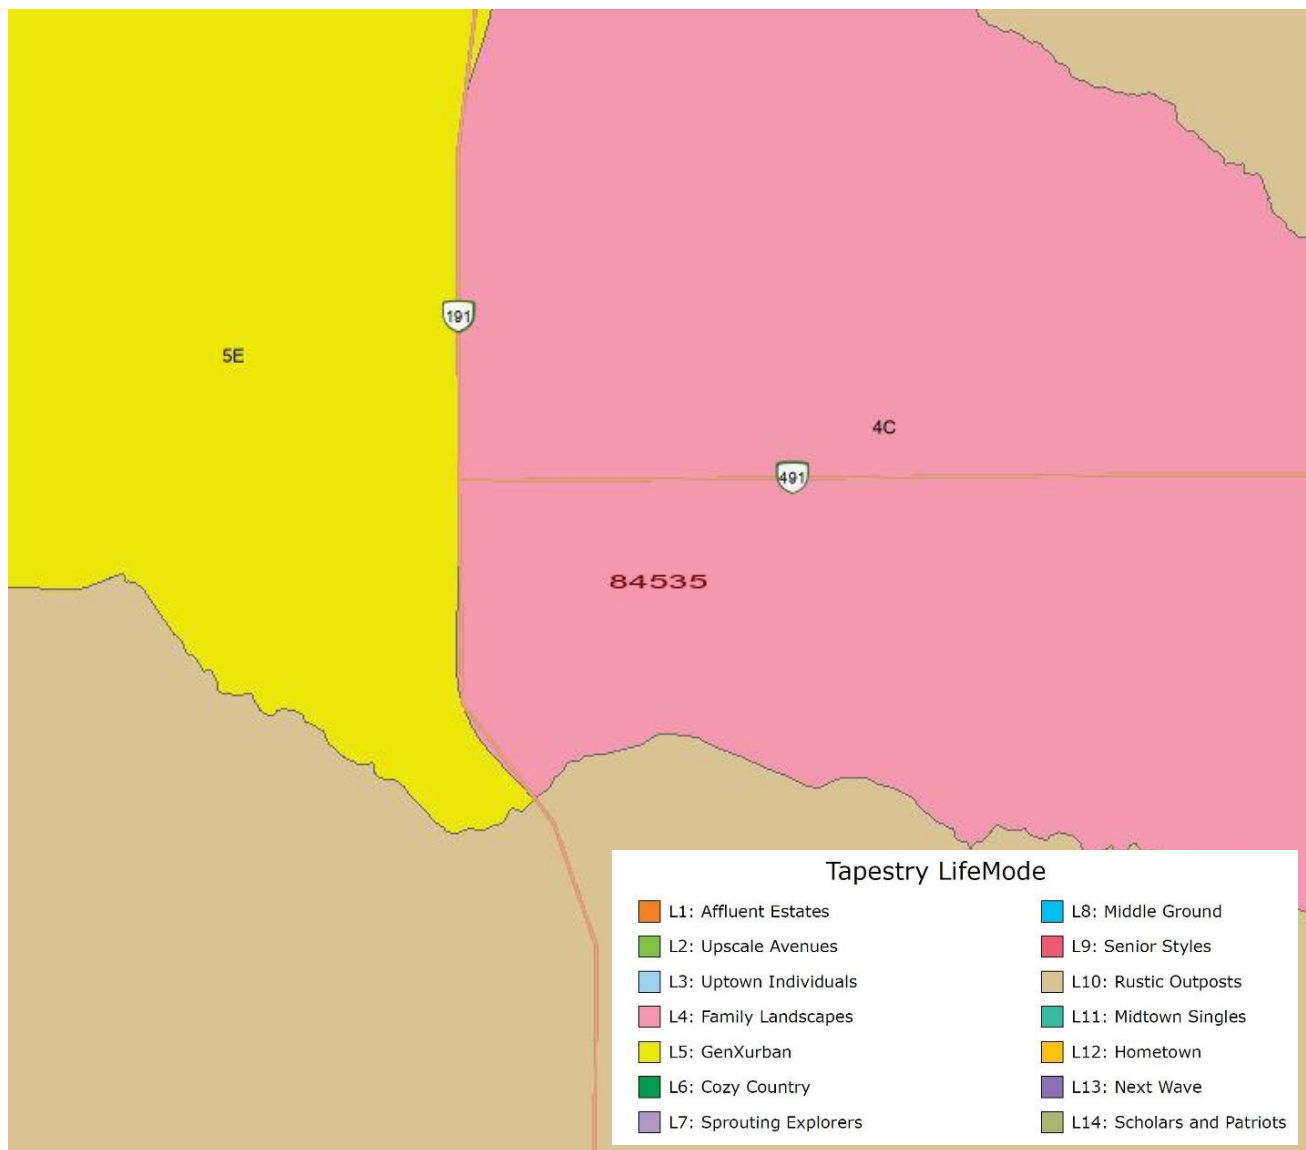 191
5E
4C
491
84535
Tapestry LifeMode
L1: Affluent Estates
L2: Upscale Avenues
L3: Uptown Individuals
L4: Family Landscapes
L5: GenXurban
L6: Cozy Country
L7: Sprouting Explorers
L8: Middle Ground
L9: Senior Styles
L10: Rustic Outposts
L11: Midtown Singles
L12: Hometown
L13: Next Wave
L14: Scholars and Patriots